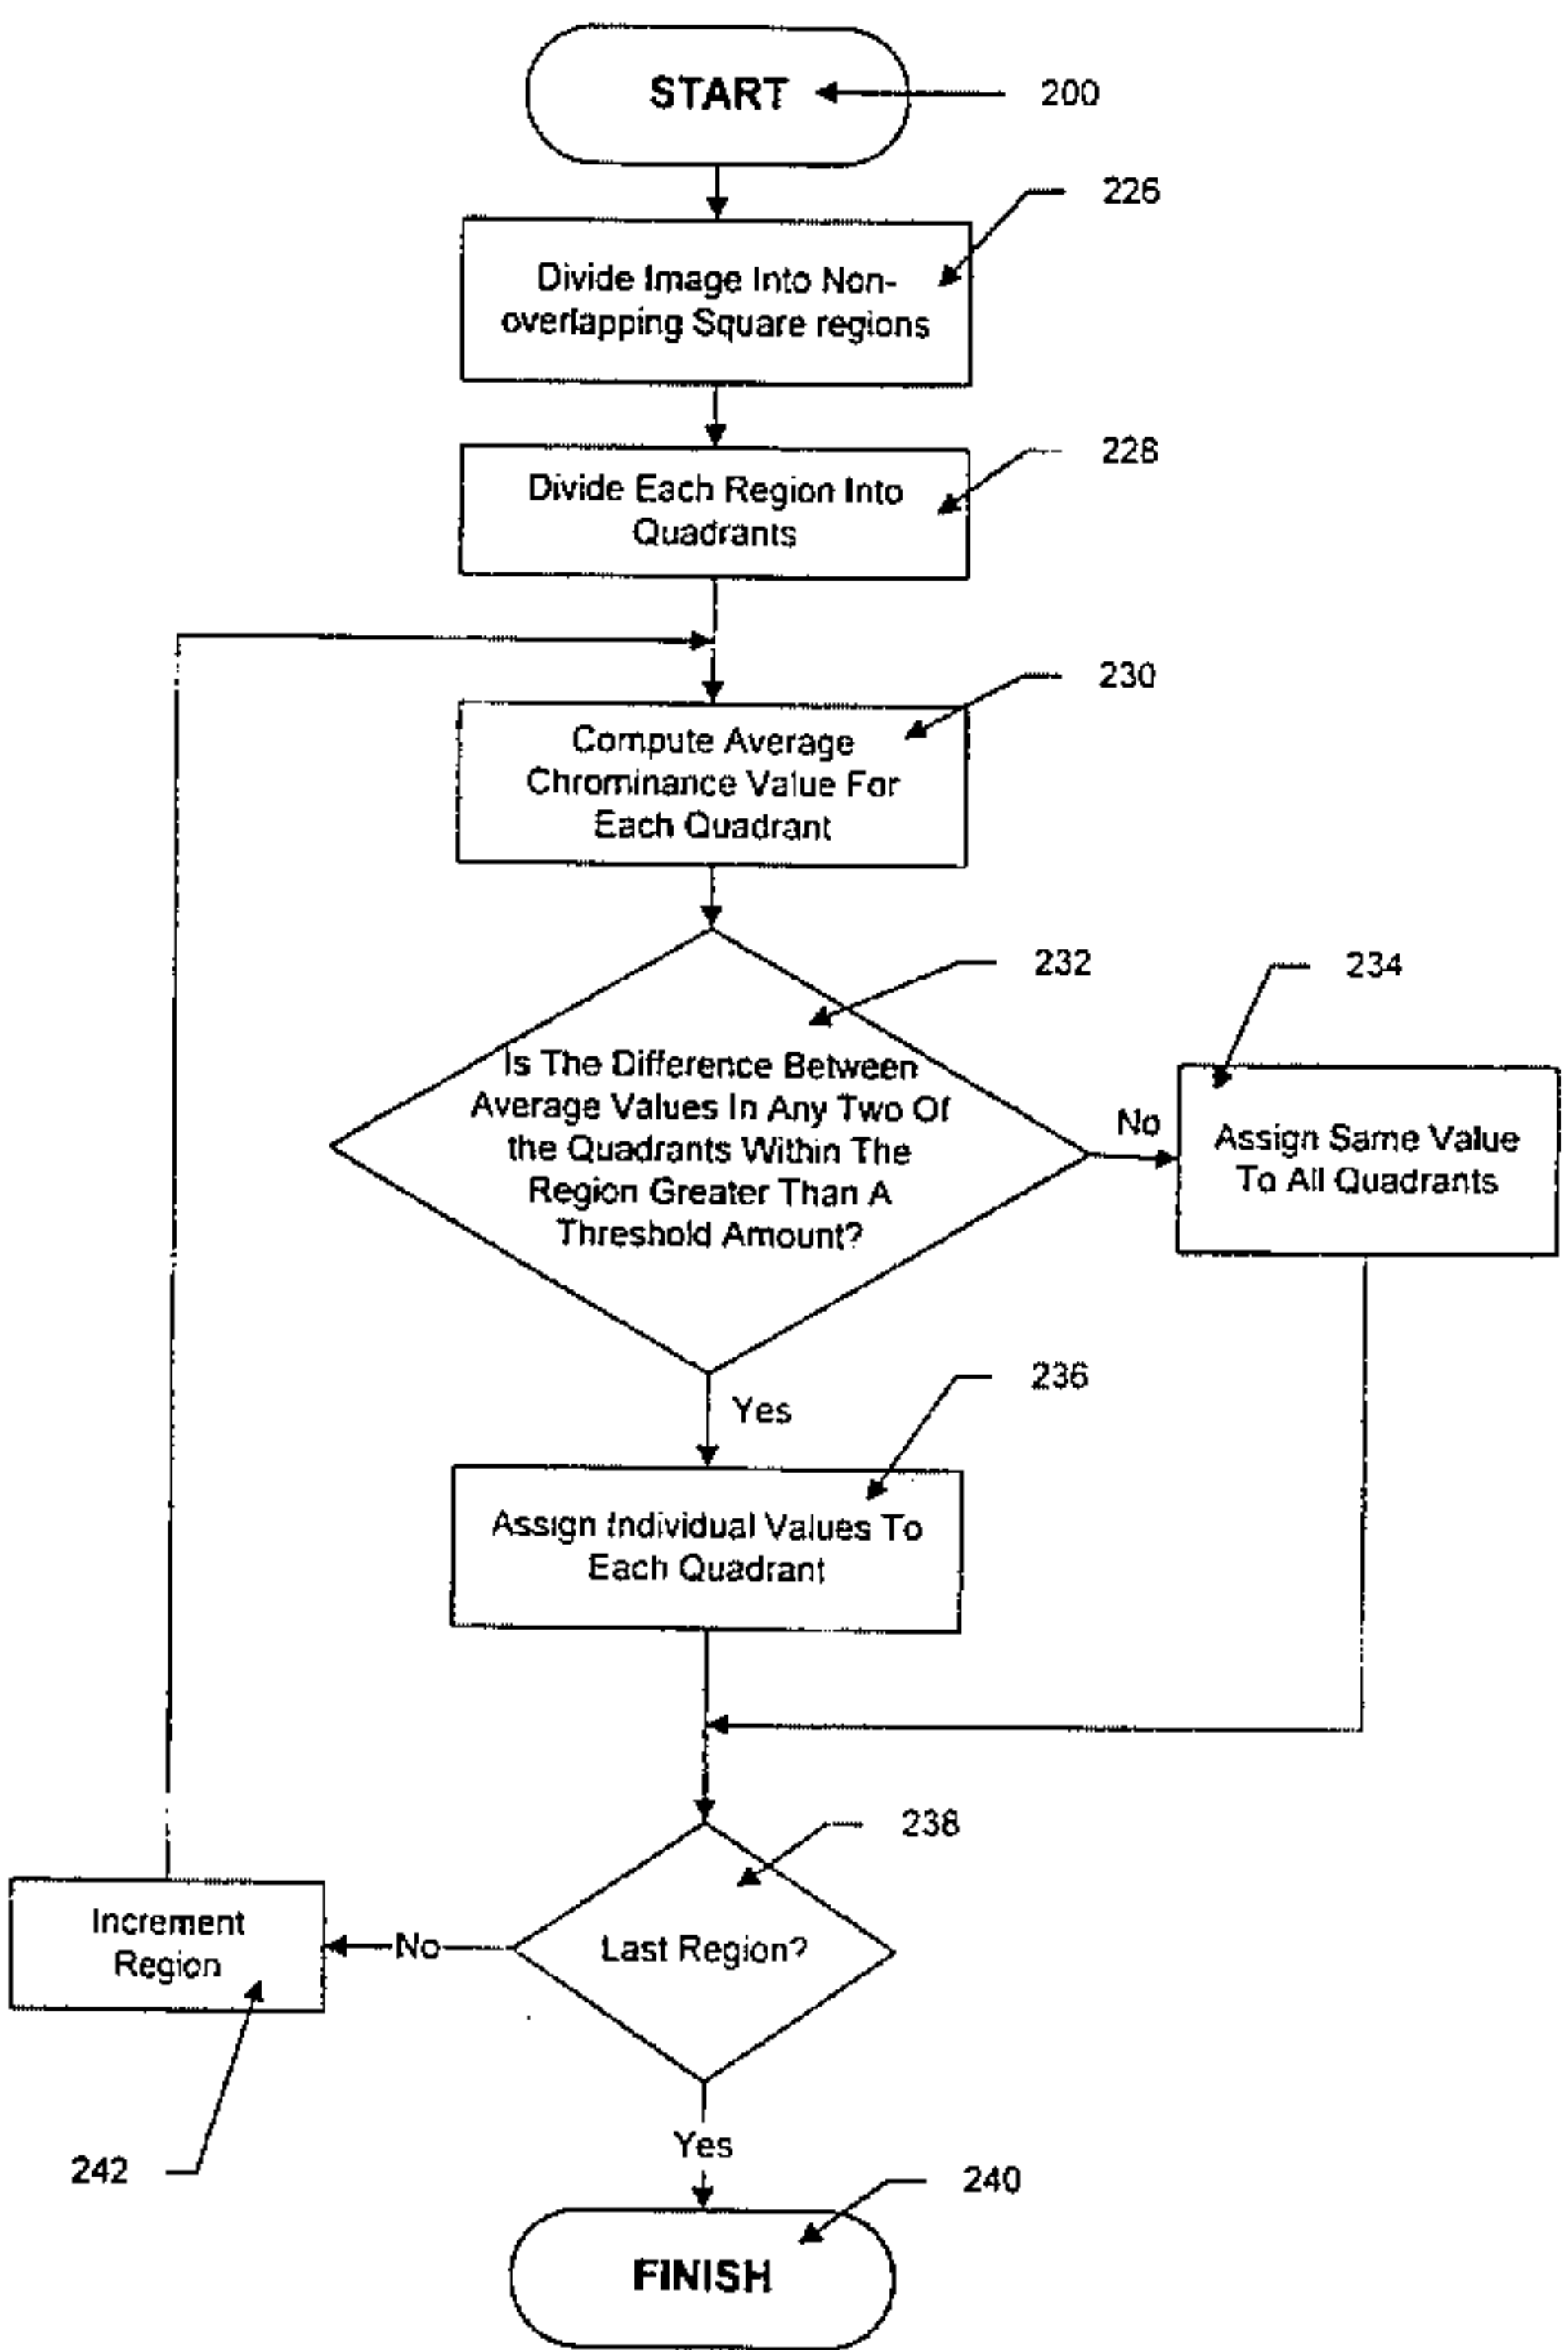 START
200
226
Divide Image Into Non-
overlapping Square regions
228
Divide Each Region Into
Quadrants
230
Compute Average
Chrominance Value For
Each Quadrant
232
234
Is The Difference Between
Average Values In Any Two Of
the Quadrants Within The
Region Greater Than A
Threshold Amount?
No
Assign Same Value
To All Quadrants
236
Yes
Assign Individual Values To
Each Quadrant
238
Increment
Region
No
Last Region?
242
Yes
240
FINISH